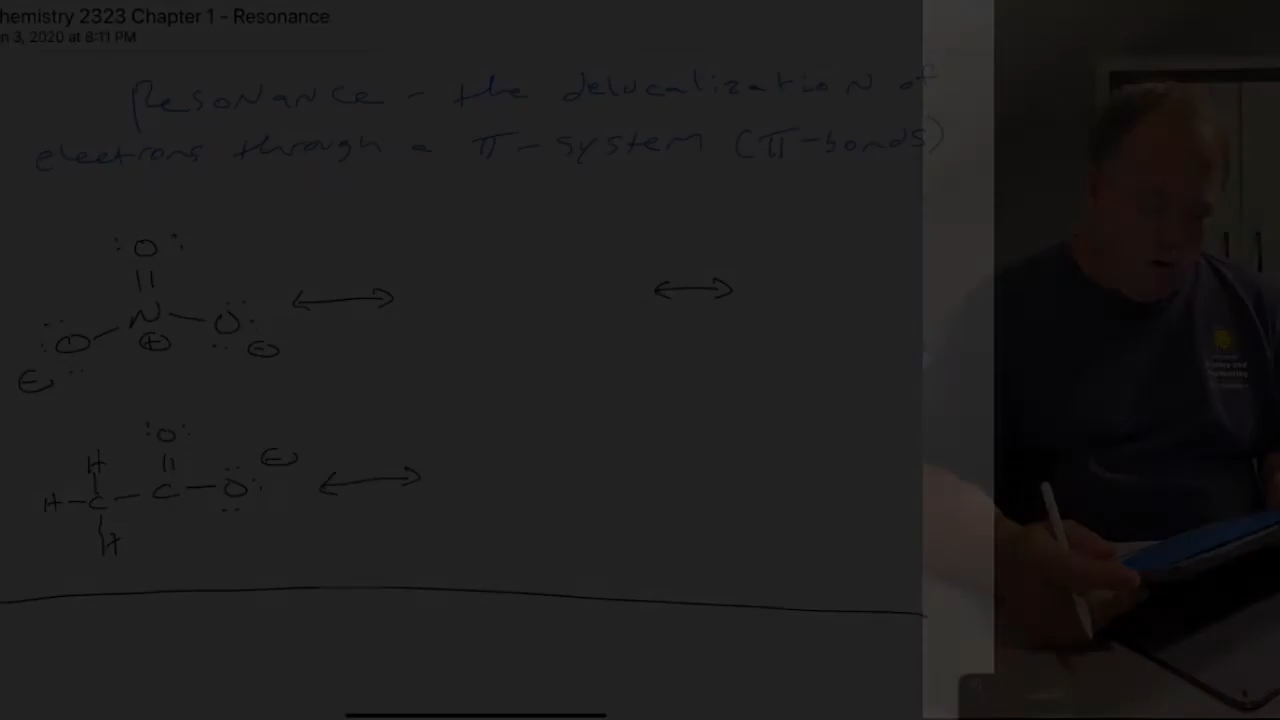 hemistry 2323 Chapter 1 - Resonance
n 3, 2020 at 8:11 PM
Resonance - the delocalization of
electrons through a π-system (π-bonds)
:O:
||
:O - N - O:
⊕
⊖
⊖
:O:
H
||
⊖
H - C - C - O:
H